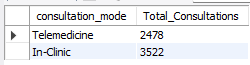 consultation_mode Total_Consultations
Telemedicine 2478
In-Clinic 3522